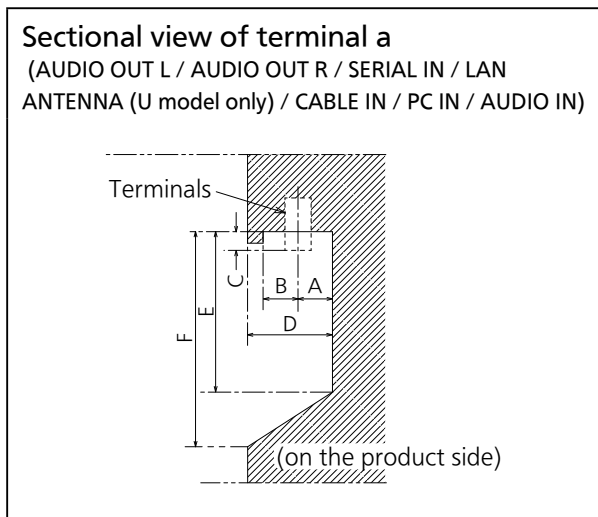 Sectional view of terminal a
(AUDIO OUT L / AUDIO OUT R / SERIAL IN / LAN
ANTENNA (U model only) / CABLE IN / PC IN / AUDIO IN)
Terminals
C
B
A
E
D
F
(on the product side)